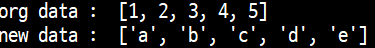 org data :  [1, 2, 3, 4, 5]
new data :  ['a', 'b', 'c', 'd', 'e']